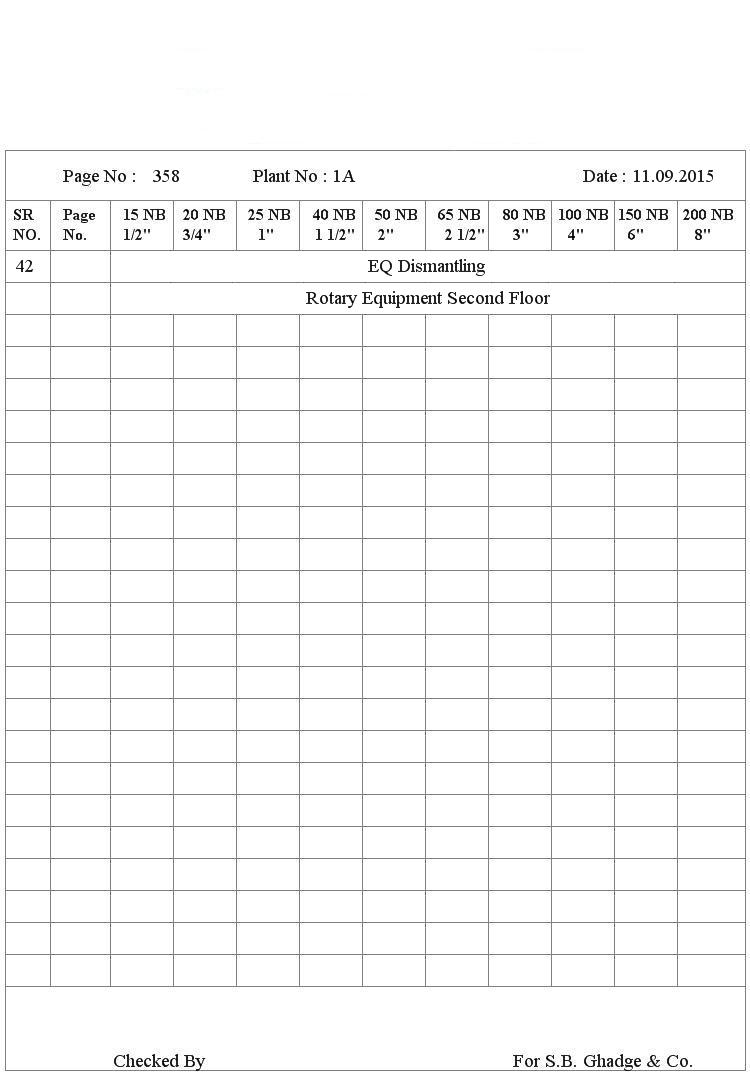 Page No : 358 Plant No : 1A Date : 11.09.2015
SR NO. Page No. 15 NB 1/2" 20 NB 3/4" 25 NB 1" 40 NB 1 1/2" 50 NB 2" 65 NB 2 1/2" 80 NB 3" 100 NB 4" 150 NB 6" 200 NB 8"
42 EQ Dismantling
Rotary Equipment Second Floor
Checked By For S.B. Ghadge & Co.